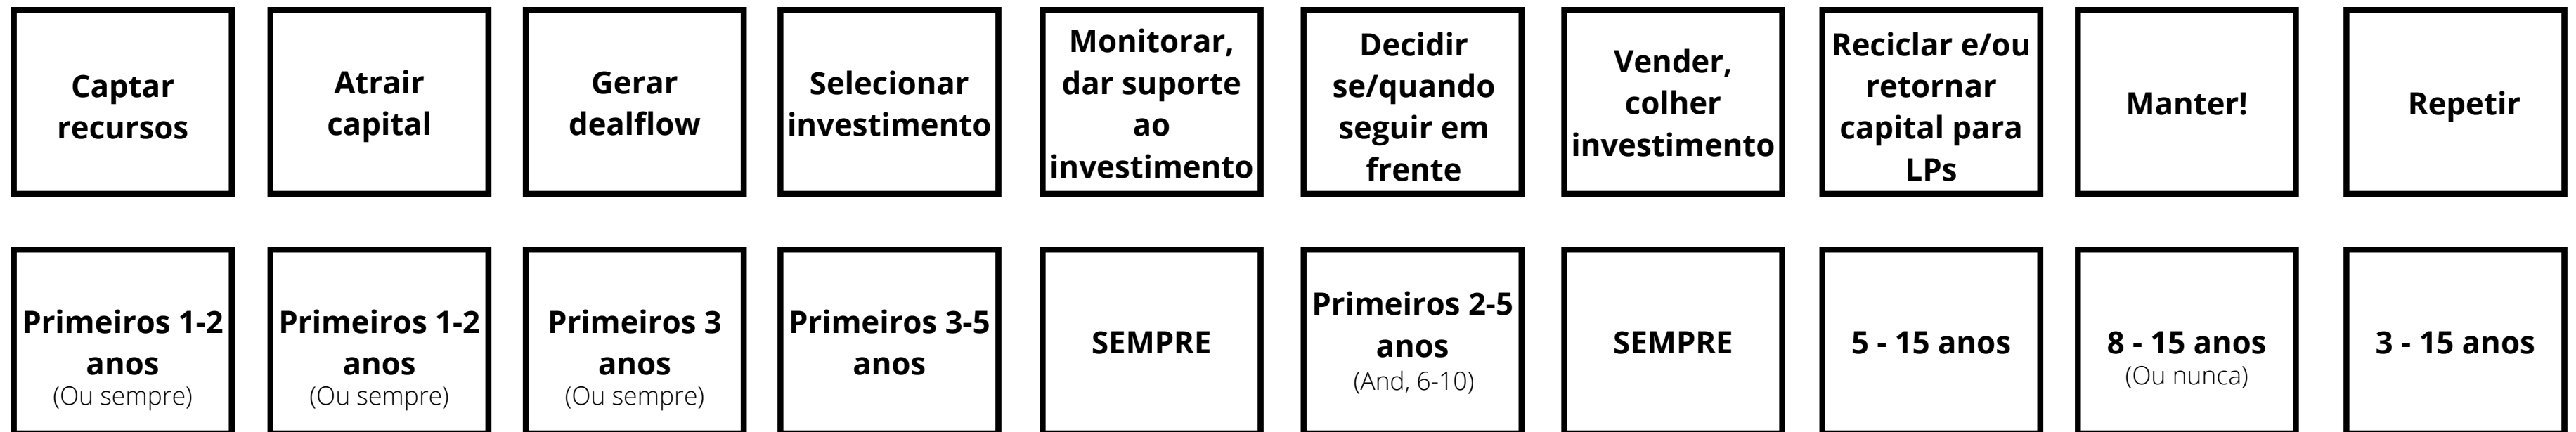 Captar
recursos
Atrair
capital
Gerar
dealflow
Selecionar
investimento
Monitorar,
dar suporte
ao
investimento
Decidir
se/quando
seguir em
frente
Vender,
colher
investimento
Reciclar e/ou
retornar
capital para
LPs
Manter!
Repetir
Primeiros 1-2
anos
(Ou sempre)
Primeiros 1-2
anos
(Ou sempre)
Primeiros 3
anos
(Ou sempre)
Primeiros 3-5
anos
SEMPRE
Primeiros 2-5
anos
(And, 6-10)
SEMPRE
5 - 15 anos
8 - 15 anos
(Ou nunca)
3 - 15 anos